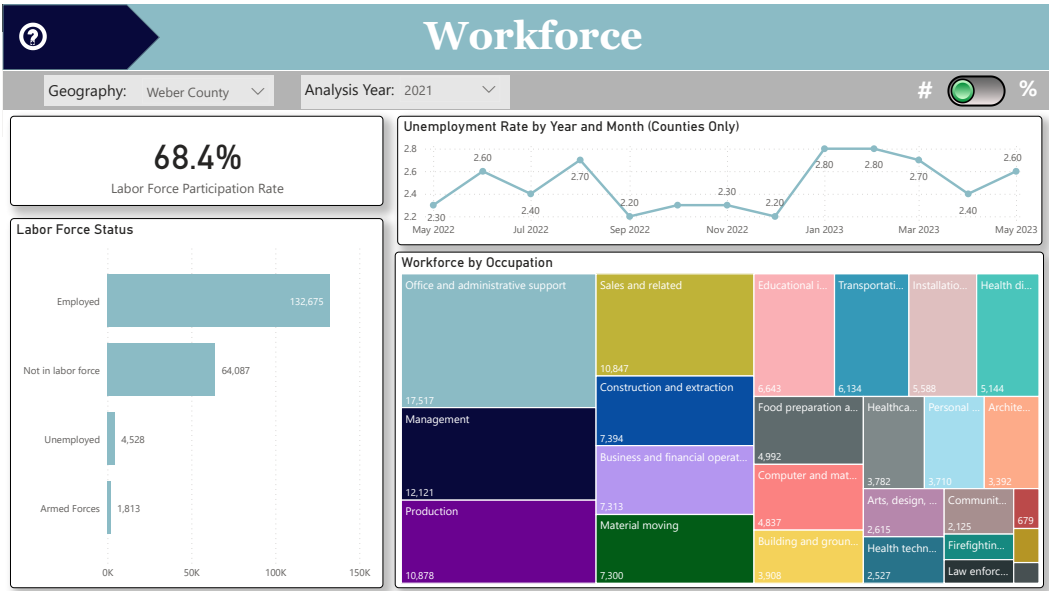 ?
Workforce
Geography: Weber County
Analysis Year: 2021
# %
68.4%
Labor Force Participation Rate
Unemployment Rate by Year and Month (Counties Only)
2.8
2.6
2.4
2.2
2.30
2.60
2.40
2.70
2.20
2.30
2.20
2.80
2.80
2.70
2.40
2.60
May 2022
Jul 2022
Sep 2022
Nov 2022
Jan 2023
Mar 2023
May 2023
Labor Force Status
Employed
132,675
Not in labor force
64,087
Unemployed
4,528
Armed Forces
1,813
0K
50K
100K
150K
Workforce by Occupation
Office and administrative support
17,517
Management
12,121
Production
10,878
Sales and related
10,847
Construction and extraction
7,394
Business and financial operat...
7,313
Material moving
7,300
Educational i...
6,643
Transportati...
6,134
Installatio...
5,588
Health di...
5,144
Food preparation a...
4,992
Computer and mat...
4,837
Building and groun...
3,908
Healthca...
3,782
Personal ...
3,710
Archite...
3,392
Arts, design, ...
2,615
Health techn...
2,527
Communit...
2,125
Firefightin...
Law enforc...
679